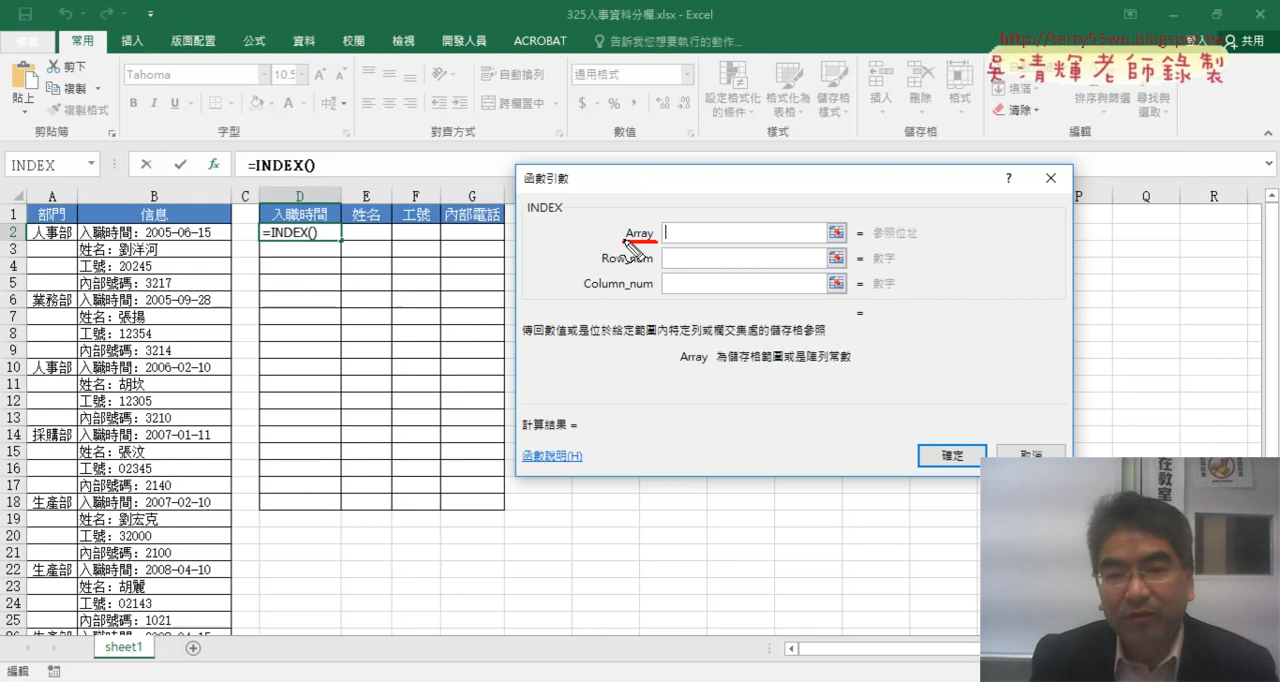 325人事資料分欄.xlsx - Excel
常用 插入 版面配置 公式 資料 校閱 檢視 開發人員 ACROBAT 告訴我您想要執行的動作... 登入 共用
http://terry55wu.blogspot.tw
吳清輝老師錄製
剪下 Tahoma 10.5 自動換列 通用格式
貼上 複製 B I U 跨欄置中 $ % 設定格式化的條件 格式化為表格 儲存格樣式 插入 刪除 格式 填滿 排序與篩選 尋找與選取
複製格式 清除
剪貼簿 字型 對齊方式 數值 樣式 儲存格 編輯
INDEX =INDEX()
A B C D E F G P Q R
1 部門 信息 入職時間 姓名 工號 內部電話
2 人事部 入職時間：2005-06-15 =INDEX()
3 姓名：劉洋河
4 工號：20245
5 內部號碼：3217
6 業務部 入職時間：2005-09-28
7 姓名：張揚
8 工號：12354
9 內部號碼：3214
10 人事部 入職時間：2006-02-10
11 姓名：胡坎
12 工號：12305
13 內部號碼：3210
14 採購部 入職時間：2007-01-11
15 姓名：張汶
16 工號：02345
17 內部號碼：2140
18 生產部 入職時間：2007-02-10
19 姓名：劉宏克
20 工號：32000
21 內部號碼：2100
22 生產部 入職時間：2008-04-10
23 姓名：胡麗
24 工號：02143
25 內部號碼：1021
函數引數 ?
INDEX
Array = 參照位址
Row_num = 數字
Column_num = 數字
=
傳回數值或是位於給定範圍內特定列或欄交集處的儲存格參照
Array 為儲存格範圍或是陣列常數
計算結果 =
函數說明(H) 確定 取消
sheet1
編輯
在教室